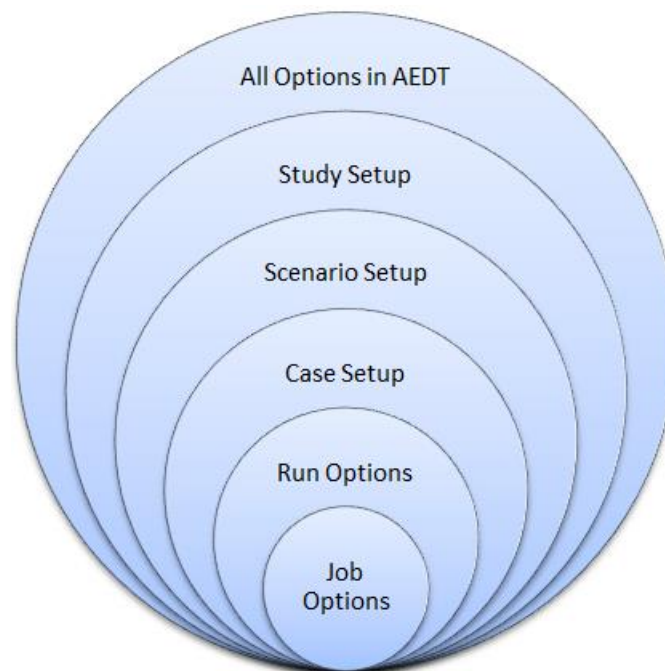 All Options in AEDT
Study Setup
Scenario Setup
Case Setup
Run Options
Job
Options